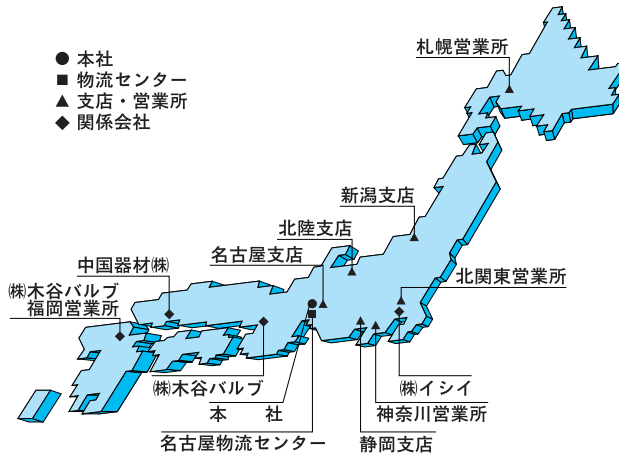 ● 本社
■ 物流センター
▲ 支店・営業所
◆ 関係会社
札幌営業所
新潟支店
北陸支店
名古屋支店
中国器材㈱
北関東営業所
㈱木谷バルブ
福岡営業所
㈱木谷バルブ
㈱イシイ
本　社
神奈川営業所
名古屋物流センター
静岡支店